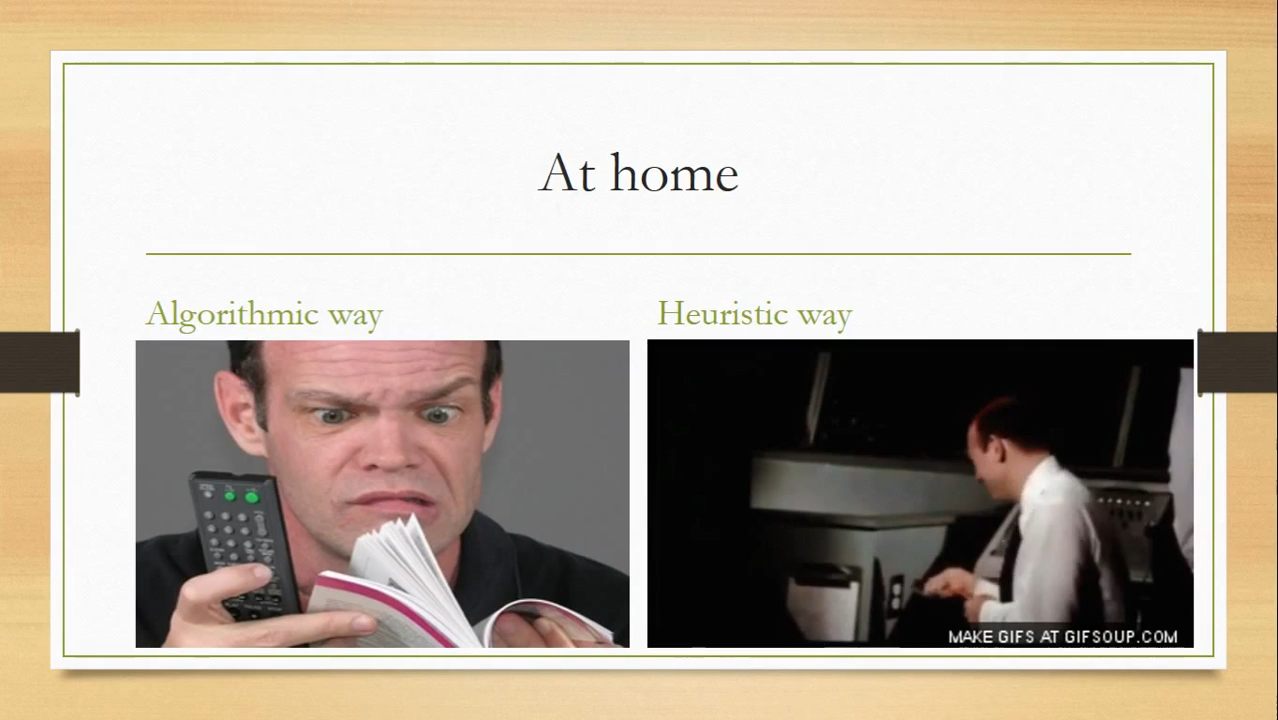 At home
Algorithmic way
Heuristic way
MAKE GIFS AT GIFSOUP.COM